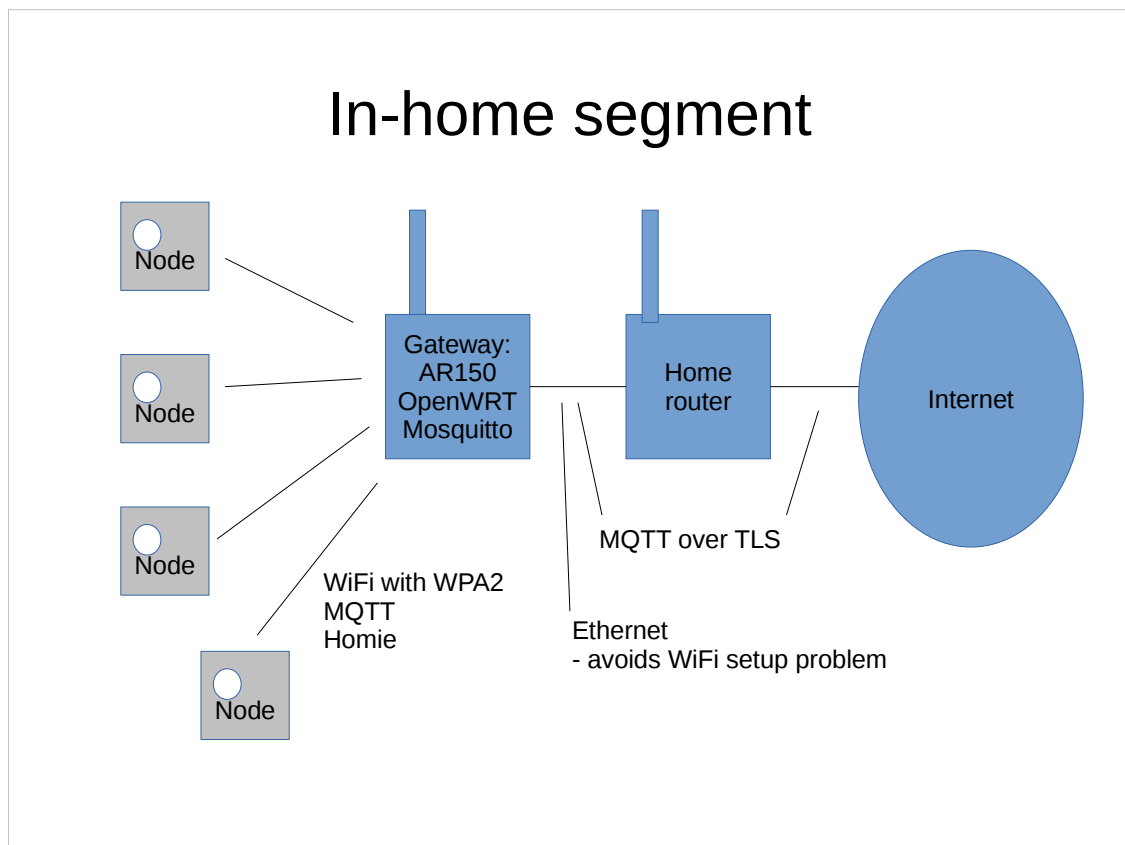 In-home segment
Node
Node
Node
Node
Gateway:
AR150
OpenWRT
Mosquitto
Home
router
Internet
MQTT over TLS
WiFi with WPA2
MQTT
Homie
Ethernet
- avoids WiFi setup problem